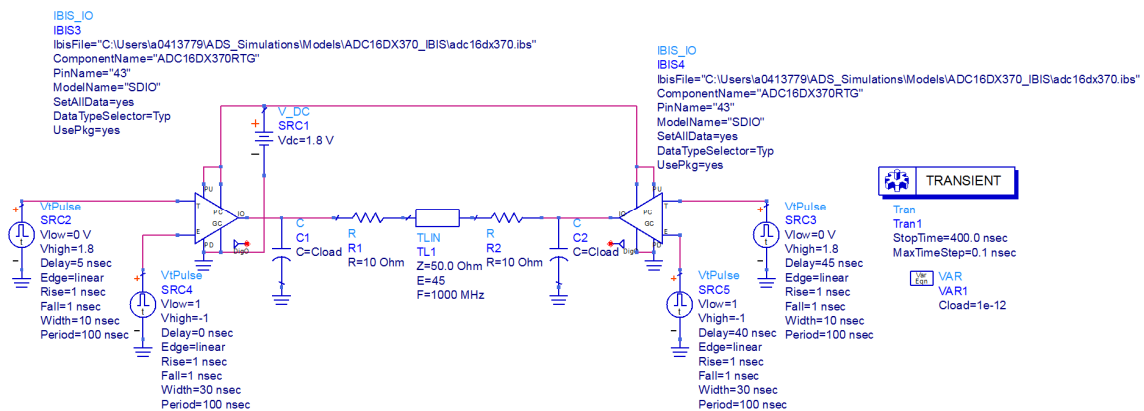 IBIS_IO
IBIS3
IbisFile="C:\Users\a0413779\ADS_Simulations\Models\ADC16DX370_IBIS\adc16dx370.ibs"
ComponentName="ADC16DX370RTG"
PinName="43"
ModelName="SDIO"
SetAllData=yes
DataTypeSelector=Typ
UsePkg=yes
IBIS_IO
IBIS4
IbisFile="C:\Users\a0413779\ADS_Simulations\Models\ADC16DX370_IBIS\adc16dx370.ibs"
ComponentName="ADC16DX370RTG"
PinName="43"
ModelName="SDIO"
SetAllData=yes
DataTypeSelector=Typ
UsePkg=yes
V_DC
SRC1
Vdc=1.8 V
PU
PC
T
IO
GC
E
PD
DigO
PU
PC
T
IO
GC
E
PD
DigO
VtPulse
SRC2
Vlow=0 V
Vhigh=1.8
Delay=5 nsec
Edge=linear
Rise=1 nsec
Fall=1 nsec
Width=10 nsec
Period=100 nsec
VtPulse
SRC4
Vlow=1
Vhigh=-1
Delay=0 nsec
Edge=linear
Rise=1 nsec
Fall=1 nsec
Width=30 nsec
Period=100 nsec
C
C1
C=Cload
R
R1
R=10 Ohm
TLIN
TLIN
TL1
Z=50.0 Ohm
E=45
F=1000 MHz
R
R2
R=10 Ohm
C
C2
C=Cload
VtPulse
SRC5
Vlow=1
Vhigh=-1
Delay=40 nsec
Edge=linear
Rise=1 nsec
Fall=1 nsec
Width=30 nsec
Period=100 nsec
VtPulse
SRC3
Vlow=0 V
Vhigh=1.8
Delay=45 nsec
Edge=linear
Rise=1 nsec
Fall=1 nsec
Width=10 nsec
Period=100 nsec
TRANSIENT
Tran
Tran1
StopTime=400.0 nsec
MaxTimeStep=0.1 nsec
Var
Eqn
VAR
VAR1
Cload=1e-12